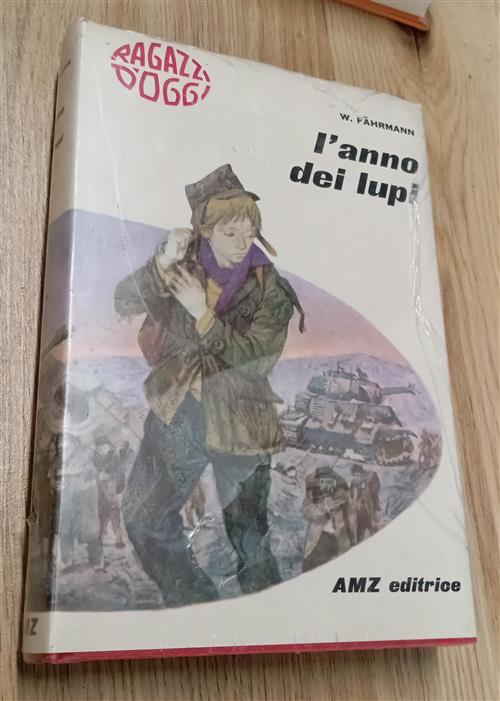 RAGAZZI
D'OGGI
W. FÄHRMANN
l'anno
dei lupi
AMZ editrice